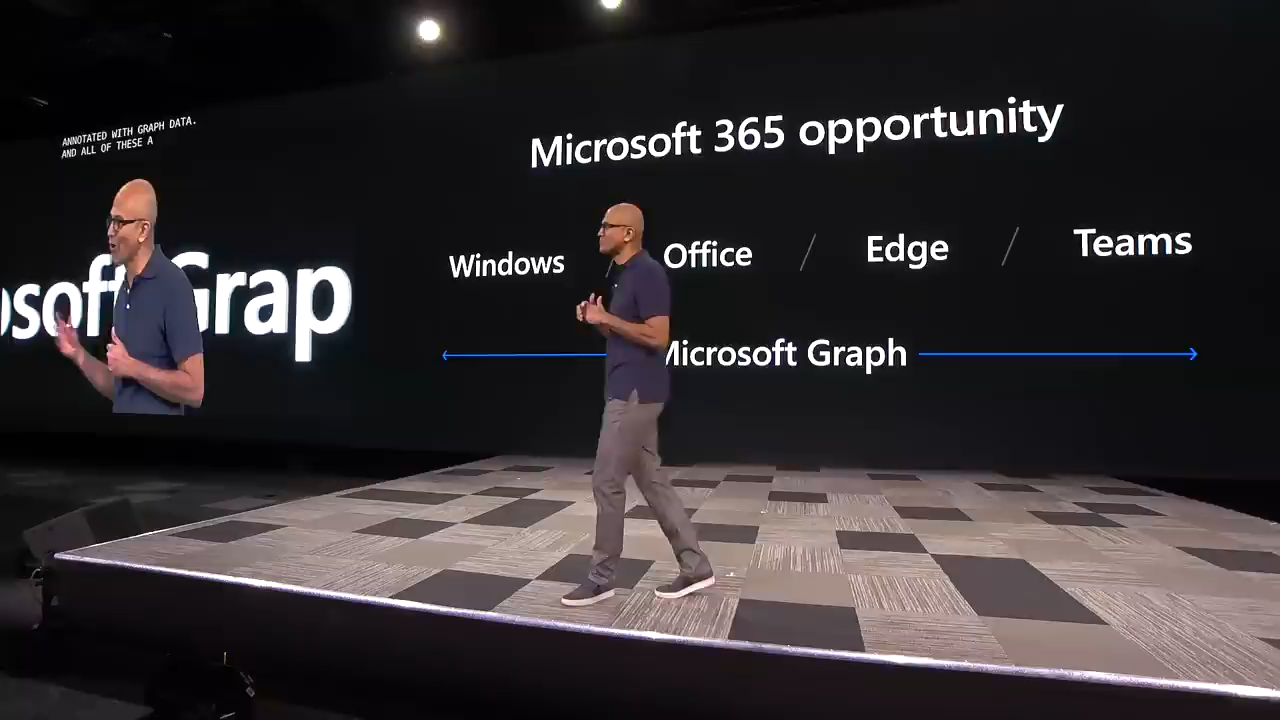 ANNOTATED WITH GRAPH DATA.
AND ALL OF THESE A
osoft Grap
Microsoft 365 opportunity
Windows / Office / Edge / Teams
Microsoft Graph